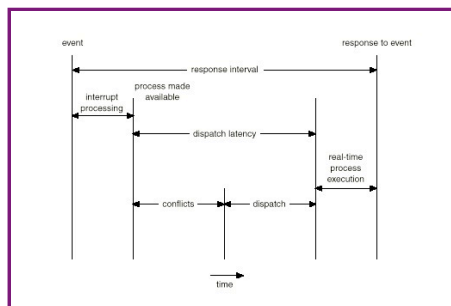 event
response to event
response interval
process made
available
interrupt
processing
dispatch latency
real-time
process
execution
conflicts
dispatch
time